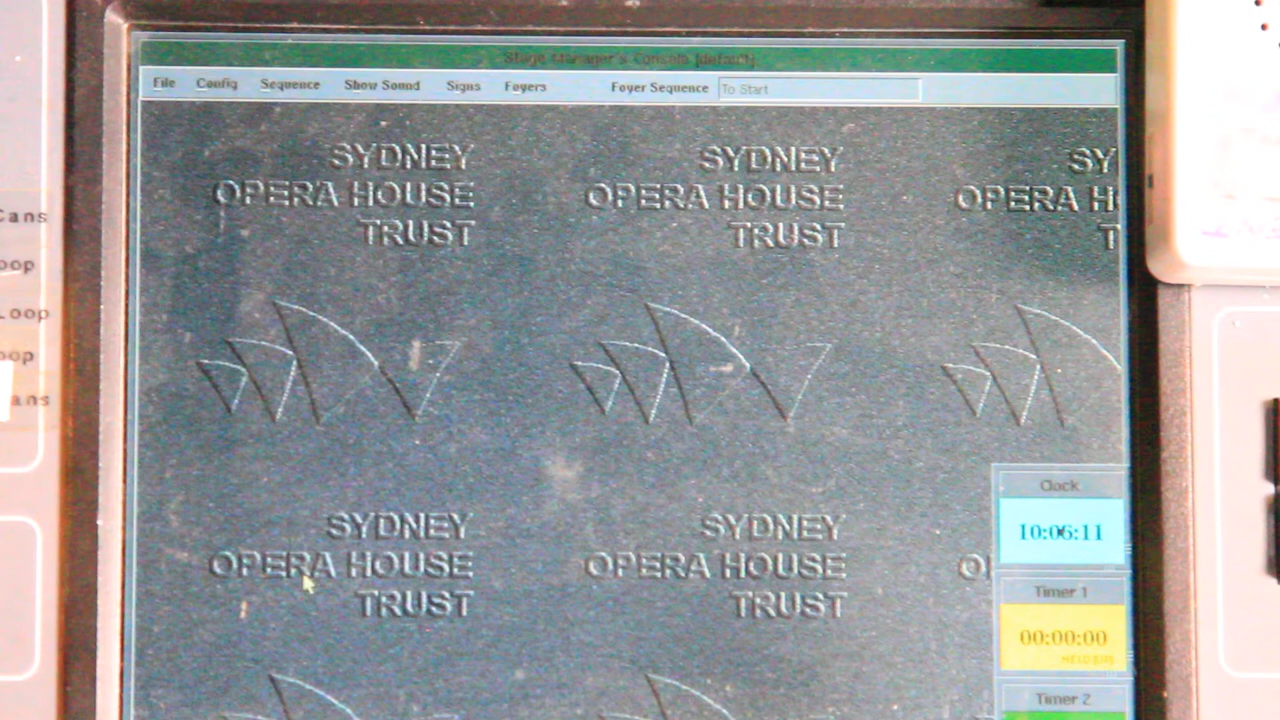 Stage Manager's Console [default]
File Config Sequence Show Sound Signs Foyers Foyer Sequence To Start
SYDNEY
OPERA HOUSE
TRUST
SYDNEY
OPERA HOUSE
TRUST
SY
OPERA H
T
Cans
oop
Loop
oop
ans
SYDNEY
OPERA HOUSE
TRUST
SYDNEY
OPERA HOUSE
TRUST
O
Clock
10:06:11
Timer 1
00:00:00
Timer 2